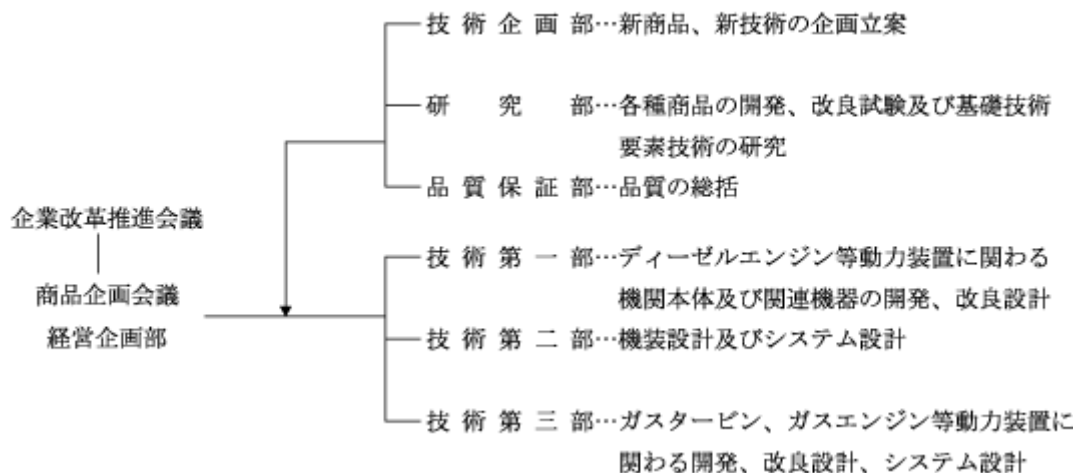 技術企画部…新商品、新技術の企画立案
研究部…各種商品の開発、改良試験及び基礎技術
要素技術の研究
品質保証部…品質の総括
企業改革推進会議
商品企画会議
経営企画部
技術第一部…ディーゼルエンジン等動力装置に関わる
機関本体及び関連機器の開発、改良設計
技術第二部…機装設計及びシステム設計
技術第三部…ガスタービン、ガスエンジン等動力装置に
関わる開発、改良設計、システム設計